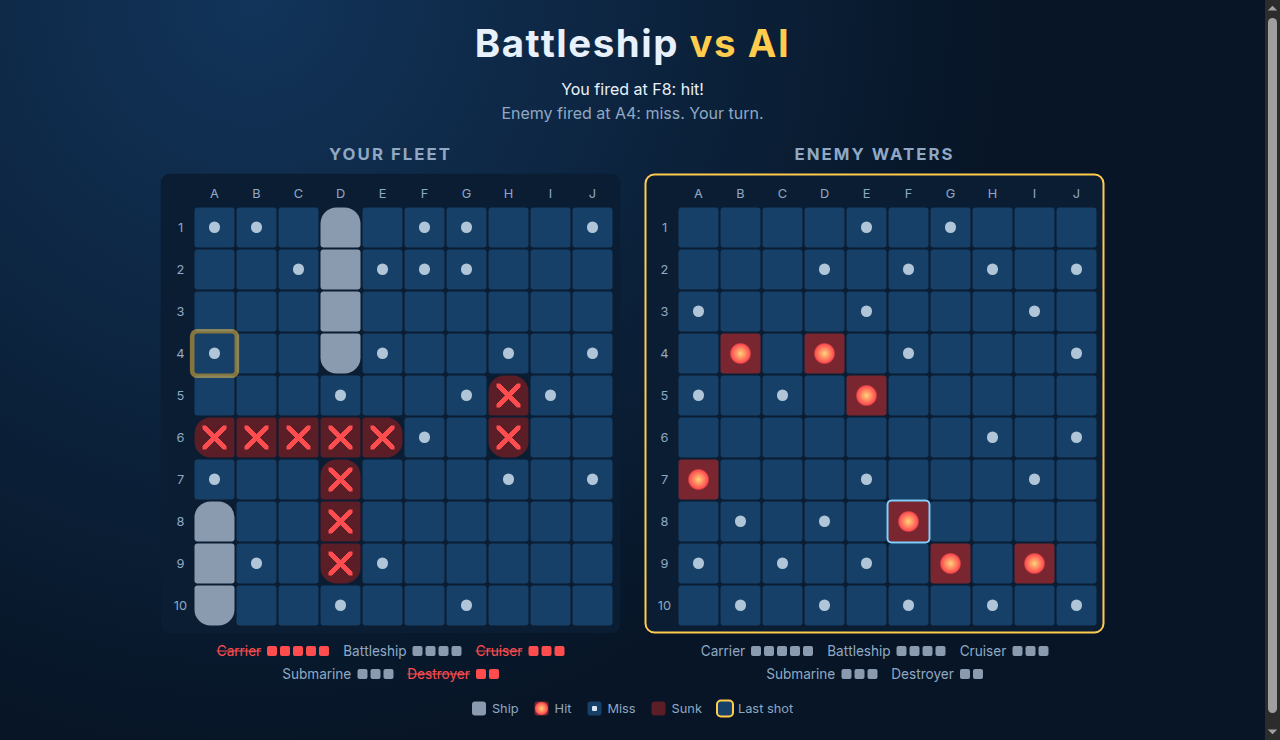 Battleship vs AI
You fired at F8: hit!
Enemy fired at A4: miss. Your turn.
YOUR FLEET
A B C D E F G H I J
1
2
3
4
5
6
7
8
9
10
Carrier Battleship Cruiser
Submarine Destroyer
ENEMY WATERS
A B C D E F G H I J
1
2
3
4
5
6
7
8
9
10
Carrier Battleship Cruiser
Submarine Destroyer
Ship Hit Miss Sunk Last shot